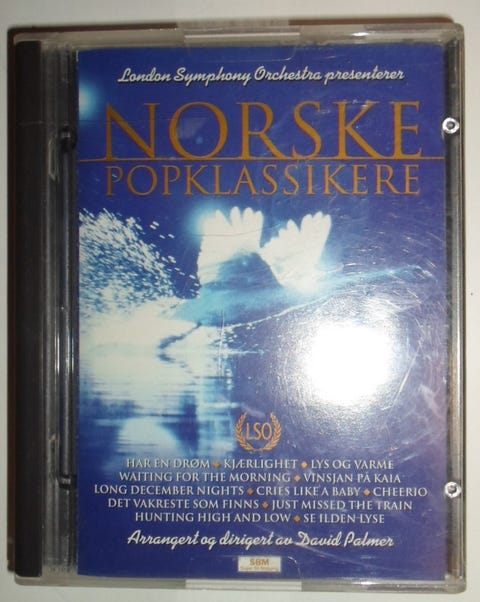 London Symphony Orchestra presenterer
NORSKE
POPKLASSIKERE
LSO
HAR EN DRØM ◆ KJÆRLIGHET ◆ LYS OG VARME
WAITING FOR THE MORNING ◆ VINSJAN PÅ KAIA
LONG DECEMBER NIGHTS ◆ CRIES LIKE A BABY ◆ CHEERIO
DET VAKRESTE SOM FINNS ◆ JUST MISSED THE TRAIN
HUNTING HIGH AND LOW ◆ SE ILDEN LYSE
Arrangert og dirigert av David Palmer
SBM